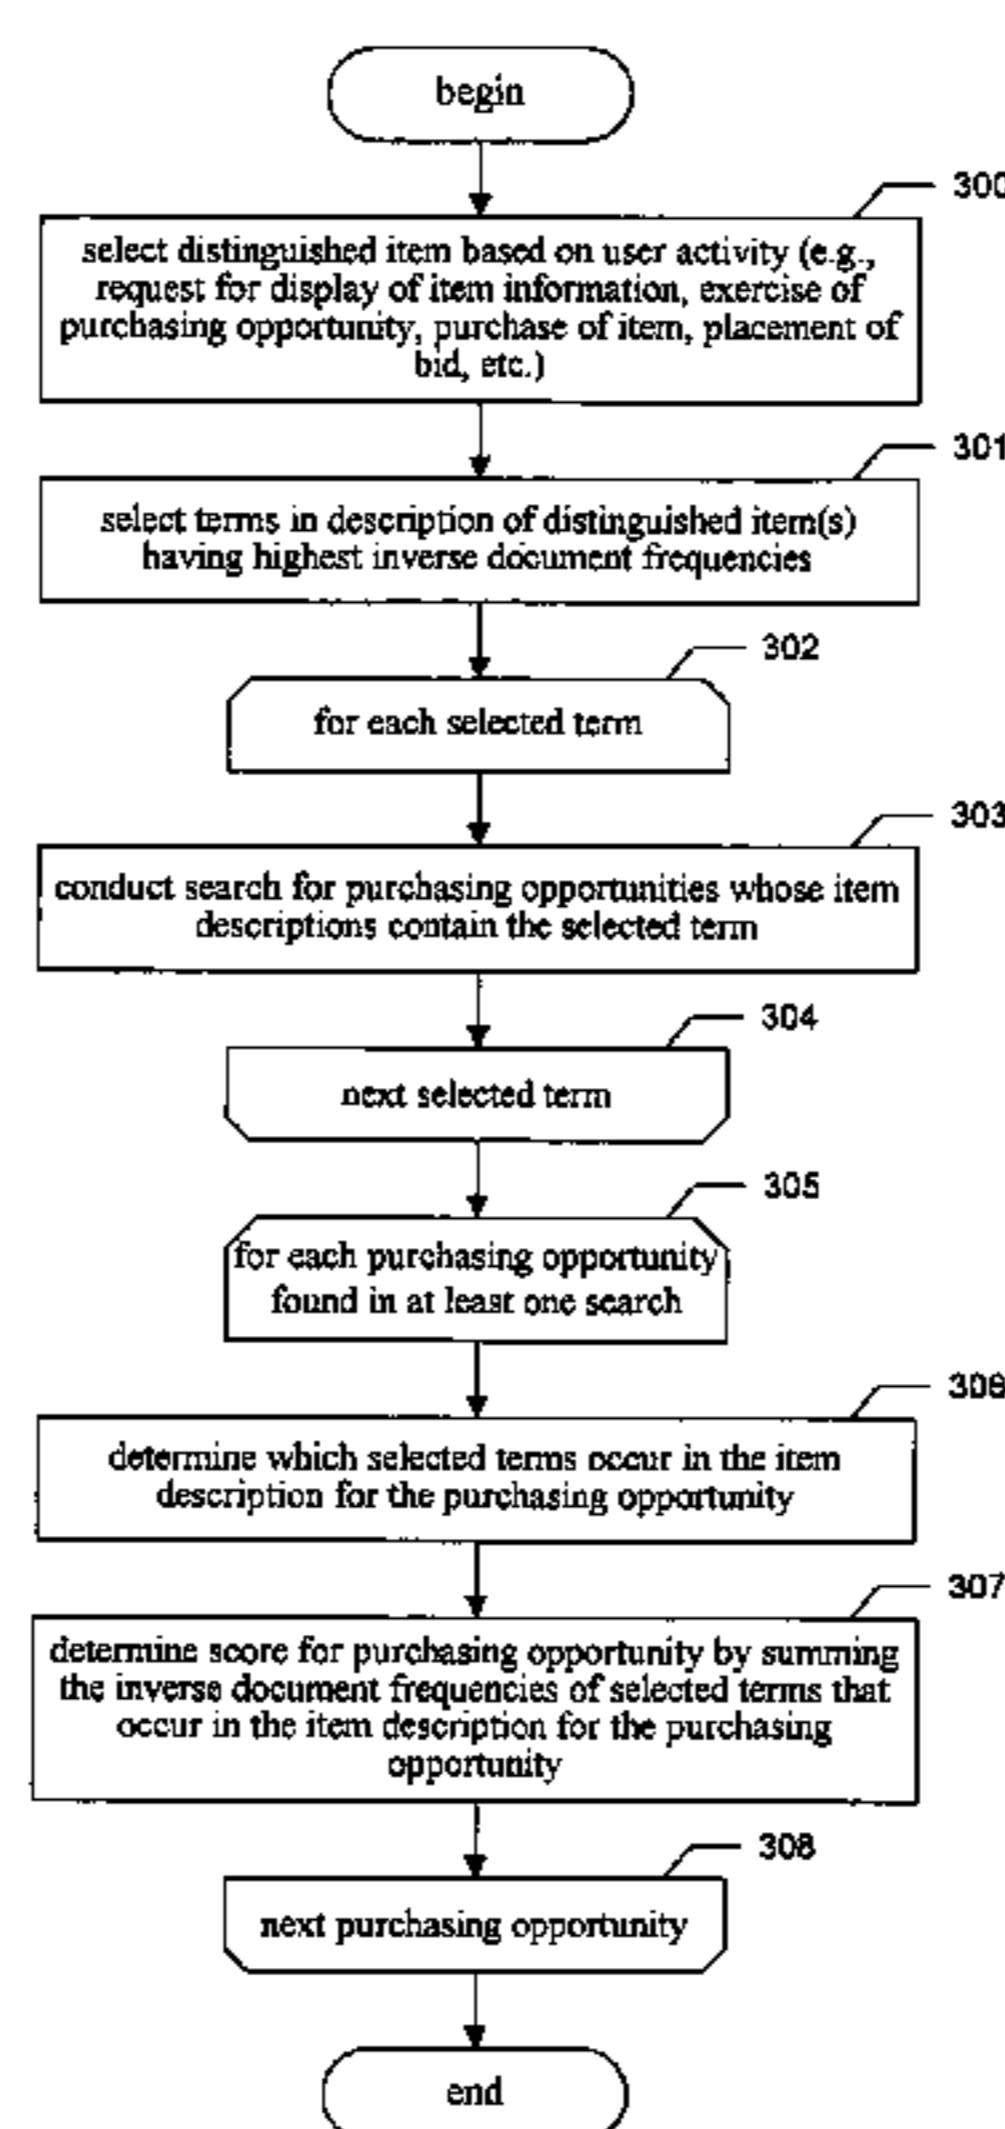 begin
300
select distinguished item based on user activity (e.g.,
request for display of item information, exercise of
purchasing opportunity, purchase of item, placement of
bid, etc.)
301
select terms in description of distinguished item(s)
having highest inverse document frequencies
302
for each selected term
303
conduct search for purchasing opportunities whose item
descriptions contain the selected term
304
next selected term
305
for each purchasing opportunity
found in at least one search
306
determine which selected terms occur in the item
description for the purchasing opportunity
307
determine score for purchasing opportunity by summing
the inverse document frequencies of selected terms that
occur in the item description for the purchasing
opportunity
308
next purchasing opportunity
end